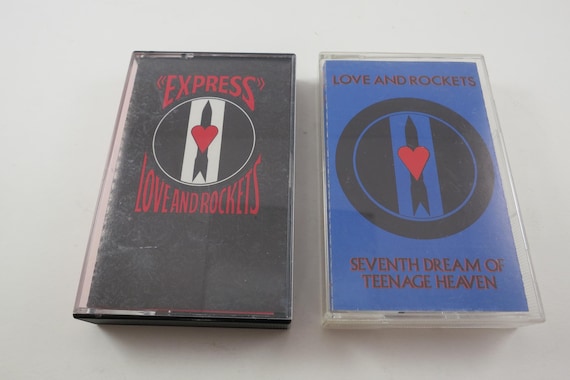 "EXPRESS"
LOVE AND ROCKETS
LOVE AND ROCKETS
SEVENTH DREAM OF
TEENAGE HEAVEN